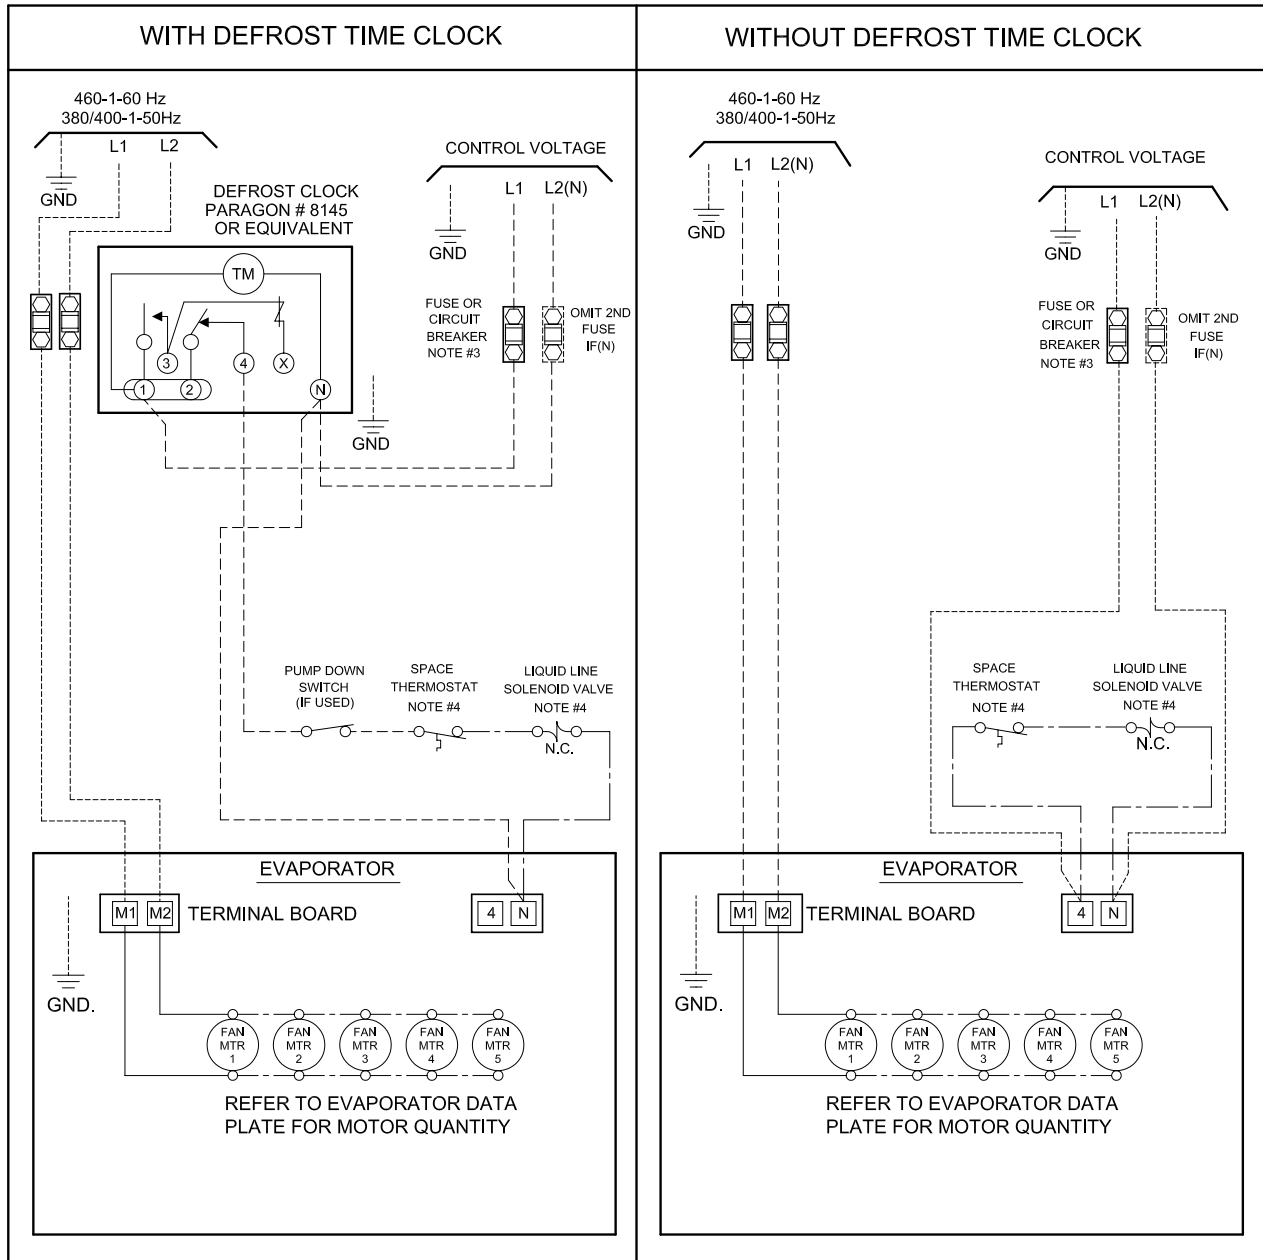 WITH DEFROST TIME CLOCK
460-1-60 Hz
380/400-1-50Hz
L1 L2
GND
CONTROL VOLTAGE
L1 L2(N)
GND
DEFROST CLOCK
PARAGON # 8145
OR EQUIVALENT
TM
3 4 X
1 2 N
GND
FUSE OR
CIRCUIT
BREAKER
NOTE #3
OMIT 2ND
FUSE
IF(N)
PUMP DOWN
SWITCH
(IF USED)
SPACE
THERMOSTAT
NOTE #4
LIQUID LINE
SOLENOID VALVE
NOTE #4
N.C.
EVAPORATOR
M1 M2 TERMINAL BOARD
4 N
GND.
FAN
MTR
1
FAN
MTR
2
FAN
MTR
3
FAN
MTR
4
FAN
MTR
5
REFER TO EVAPORATOR DATA
PLATE FOR MOTOR QUANTITY
WITHOUT DEFROST TIME CLOCK
460-1-60 Hz
380/400-1-50Hz
L1 L2(N)
GND
CONTROL VOLTAGE
L1 L2(N)
GND
FUSE OR
CIRCUIT
BREAKER
NOTE #3
OMIT 2ND
FUSE
IF(N)
SPACE
THERMOSTAT
NOTE #4
LIQUID LINE
SOLENOID VALVE
NOTE #4
N.C.
EVAPORATOR
M1 M2 TERMINAL BOARD
4 N
GND.
FAN
MTR
1
FAN
MTR
2
FAN
MTR
3
FAN
MTR
4
FAN
MTR
5
REFER TO EVAPORATOR DATA
PLATE FOR MOTOR QUANTITY